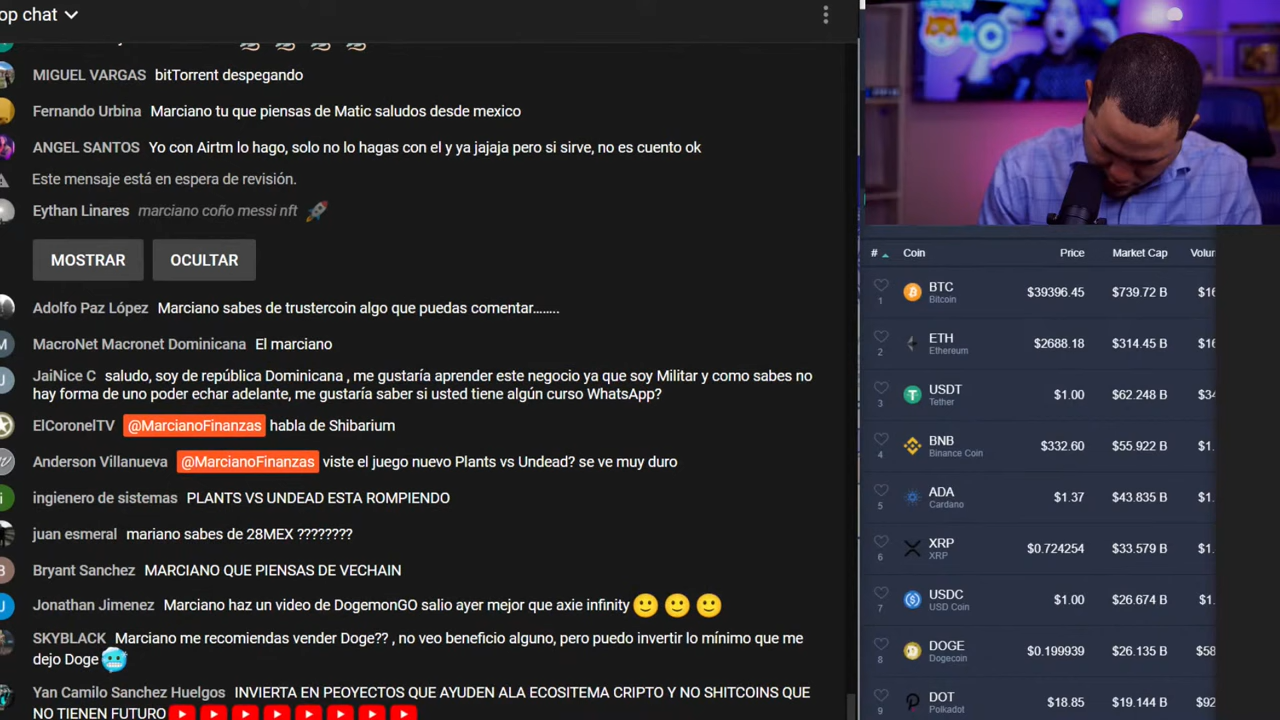 op chat
MIGUEL VARGAS bitTorrent despegando
Fernando Urbina Marciano tu que piensas de Matic saludos desde mexico
ANGEL SANTOS Yo con Airtm lo hago, solo no lo hagas con el y ya jajaja pero si sirve, no es cuento ok
Este mensaje está en espera de revisión.
Eythan Linares marciano coño messi nft 🚀
MOSTRAR OCULTAR
Adolfo Paz López Marciano sabes de trustercoin algo que puedas comentar........
M MacroNet Macronet Dominicana El marciano
J JaiNice C saludo, soy de república Dominicana , me gustaría aprender este negocio ya que soy Militar y como sabes no
hay forma de uno poder echar adelante, me gustaría saber si usted tiene algún curso WhatsApp?
ElCoronelTV @MarcianoFinanzas habla de Shibarium
Anderson Villanueva @MarcianoFinanzas viste el juego nuevo Plants vs Undead? se ve muy duro
i ingienero de sistemas PLANTS VS UNDEAD ESTA ROMPIENDO
juan esmeral mariano sabes de 28MEX ????????
B Bryant Sanchez MARCIANO QUE PIENSAS DE VECHAIN
J Jonathan Jimenez Marciano haz un video de DogemonGO salio ayer mejor que axie infinity 🙂 🙂 🙂
SKYBLACK Marciano me recomiendas vender Doge?? , no veo beneficio alguno, pero puedo invertir lo mínimo que me
dejo Doge 🥶
Yan Camilo Sanchez Huelgos INVIERTA EN PEOYECTOS QUE AYUDEN ALA ECOSITEMA CRIPTO Y NO SHITCOINS QUE
NO TIENEN FUTURO
# Coin Price Market Cap Volu
1 BTC Bitcoin $39396.45 $739.72 B $16
2 ETH Ethereum $2688.18 $314.45 B $16
3 USDT Tether $1.00 $62.248 B $34
4 BNB Binance Coin $332.60 $55.922 B $1.
5 ADA Cardano $1.37 $43.835 B $1.
6 XRP XRP $0.724254 $33.579 B $1.
7 USDC USD Coin $1.00 $26.674 B $1.
8 DOGE Dogecoin $0.199939 $26.135 B $58
9 DOT Polkadot $18.85 $19.144 B $92